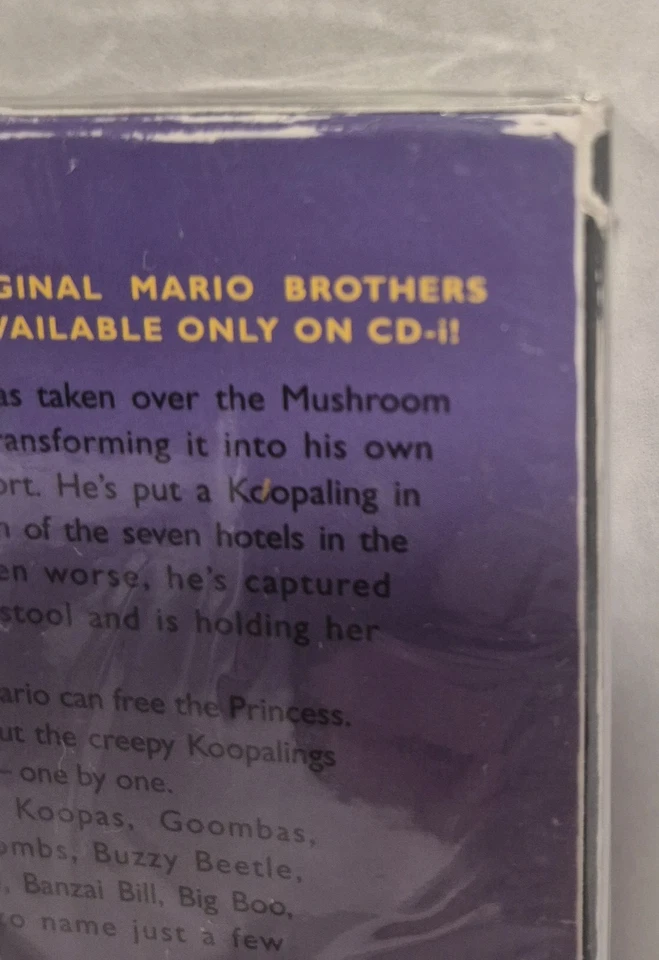 GINAL MARIO BROTHERS
VAILABLE ONLY ON CD-i!
as taken over the Mushroom
ransforming it into his own
ort. He's put a Koopaling in
h of the seven hotels in the
en worse, he's captured
stool and is holding her
ario can free the Princess.
ut the creepy Koopalings
– one by one.
Koopas, Goombas,
ombs, Buzzy Beetle,
, Banzai Bill, Big Boo,
to name just a few